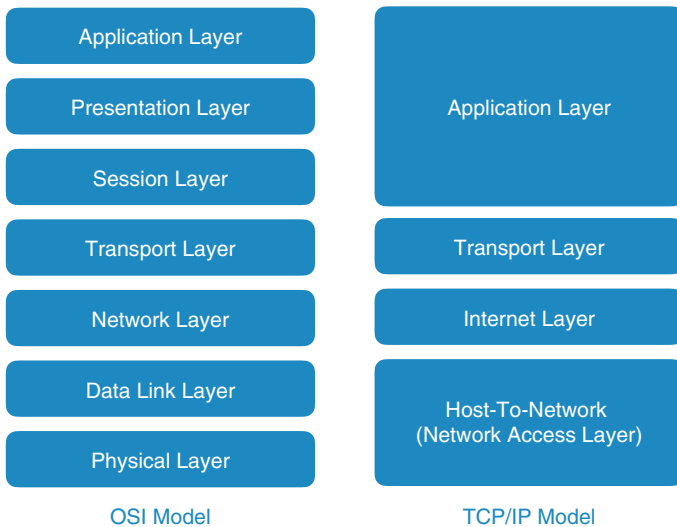 Application Layer
Presentation Layer
Session Layer
Transport Layer
Network Layer
Data Link Layer
Physical Layer
OSI Model
Application Layer
Transport Layer
Internet Layer
Host-To-Network
(Network Access Layer)
TCP/IP Model